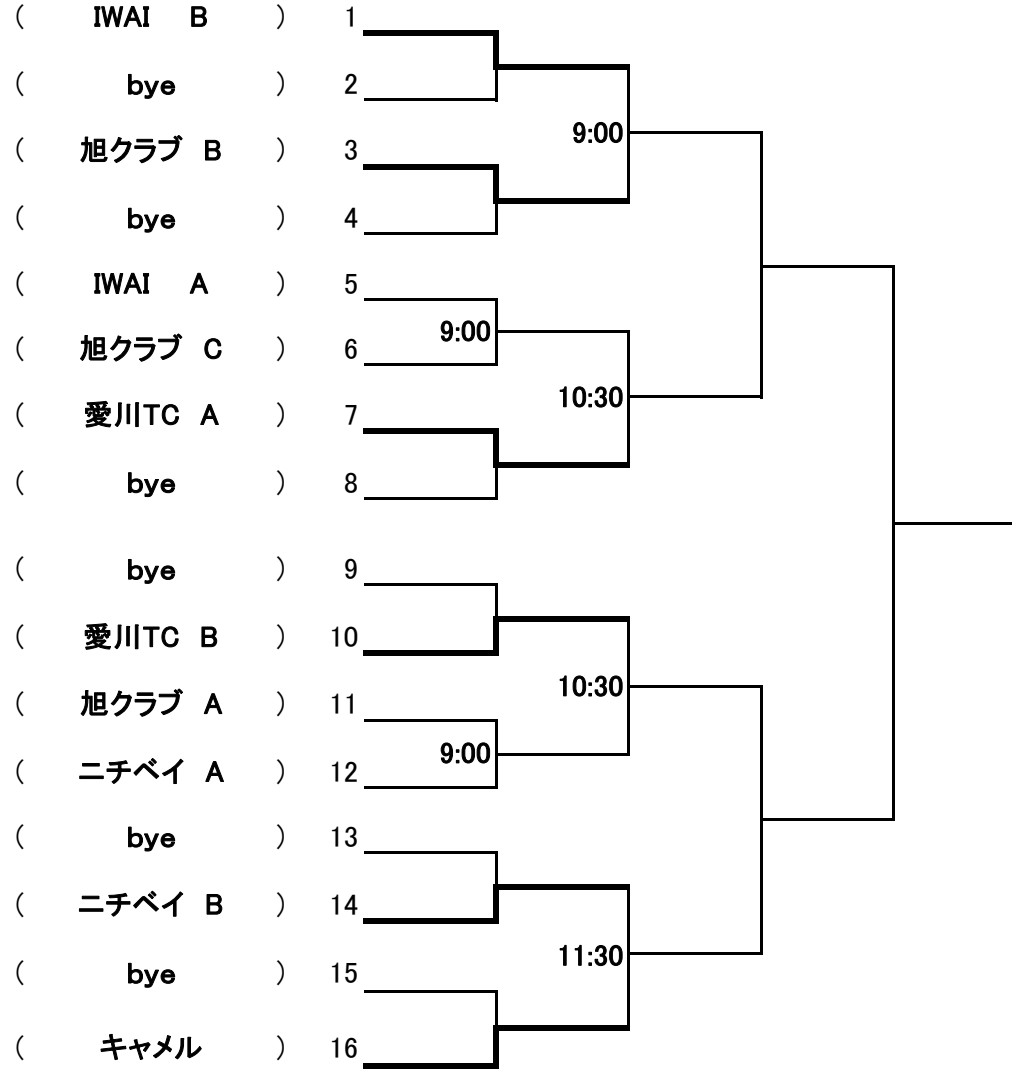 ( IWAI B ) 1
( bye ) 2
9:00
( 旭クラブ B ) 3
( bye ) 4
( IWAI A ) 5
9:00
( 旭クラブ C ) 6
10:30
( 愛川TC A ) 7
( bye ) 8
( bye ) 9
( 愛川TC B ) 10
10:30
( 旭クラブ A ) 11
9:00
( ニチベイ A ) 12
( bye ) 13
( ニチベイ B ) 14
11:30
( bye ) 15
( キャメル ) 16